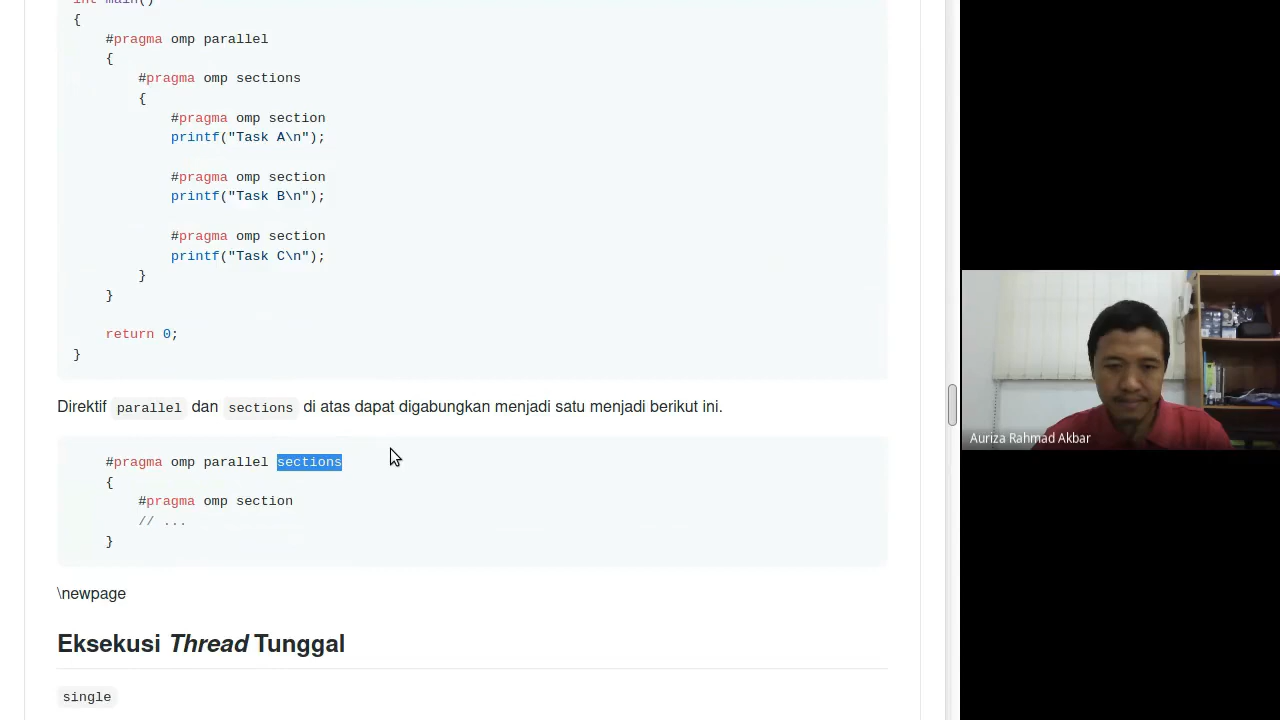 int main()
{
#pragma omp parallel
{
#pragma omp sections
{
#pragma omp section
printf("Task A\n");
#pragma omp section
printf("Task B\n");
#pragma omp section
printf("Task C\n");
}
}
return 0;
}
Direktif parallel dan sections di atas dapat digabungkan menjadi satu menjadi berikut ini.
#pragma omp parallel sections
{
#pragma omp section
// ...
}
\newpage
Eksekusi Thread Tunggal
single
Auriza Rahmad Akbar